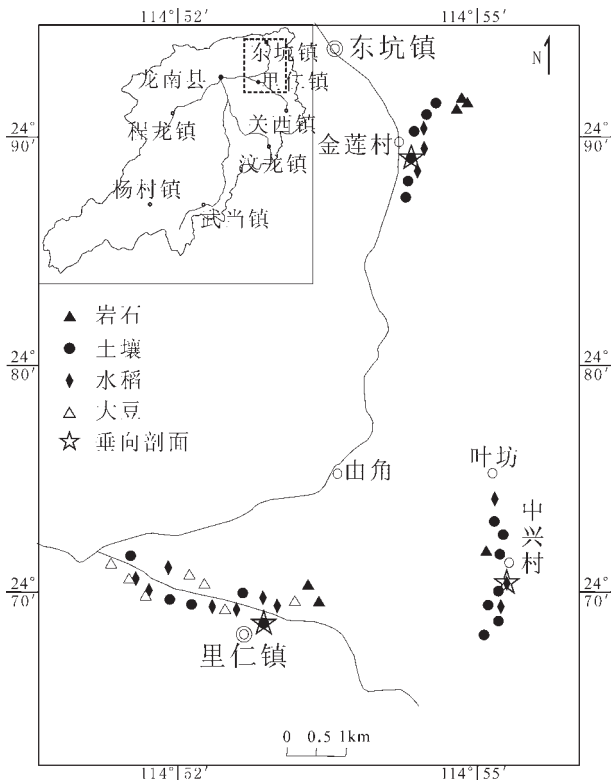 114°52′
114°55′
东坑镇
龙南县
里仁镇
程龙镇
关西镇
汶龙镇
杨村镇
武当镇
东坑镇
N
24°
90′
24°
90′
金莲村
岩石
土壤
水稻
大豆
垂向剖面
24°
80′
24°
80′
由角
叶坊
中兴村
24°
70′
24°
70′
里仁镇
0 0.5 1km
114°52′
114°55′